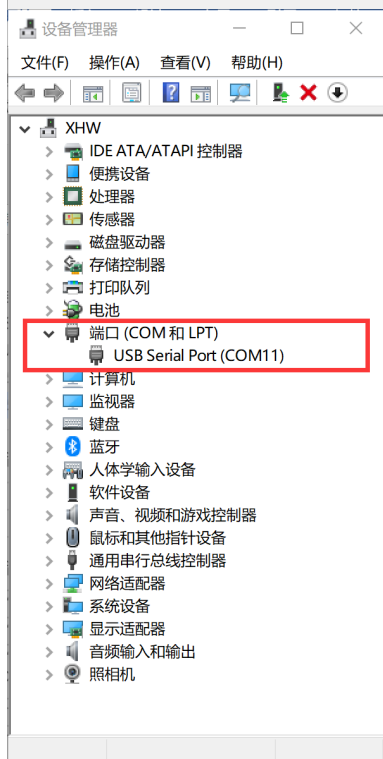 设备管理器
文件(F) 操作(A) 查看(V) 帮助(H)
XHW
IDE ATA/ATAPI 控制器
便携设备
处理器
传感器
磁盘驱动器
存储控制器
打印队列
电池
端口 (COM 和 LPT)
USB Serial Port (COM11)
计算机
监视器
键盘
蓝牙
人体学输入设备
软件设备
声音、视频和游戏控制器
鼠标和其他指针设备
通用串行总线控制器
网络适配器
系统设备
显示适配器
音频输入和输出
照相机